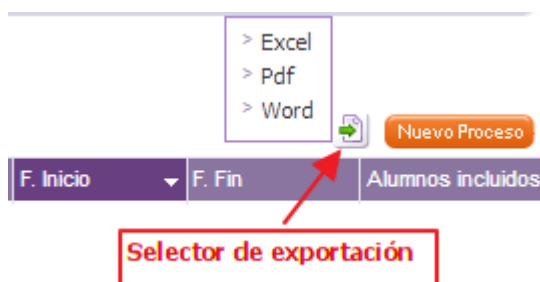 > Excel
> Pdf
> Word
Nuevo Proceso
F. Inicio F. Fin Alumnos incluidos
Selector de exportación